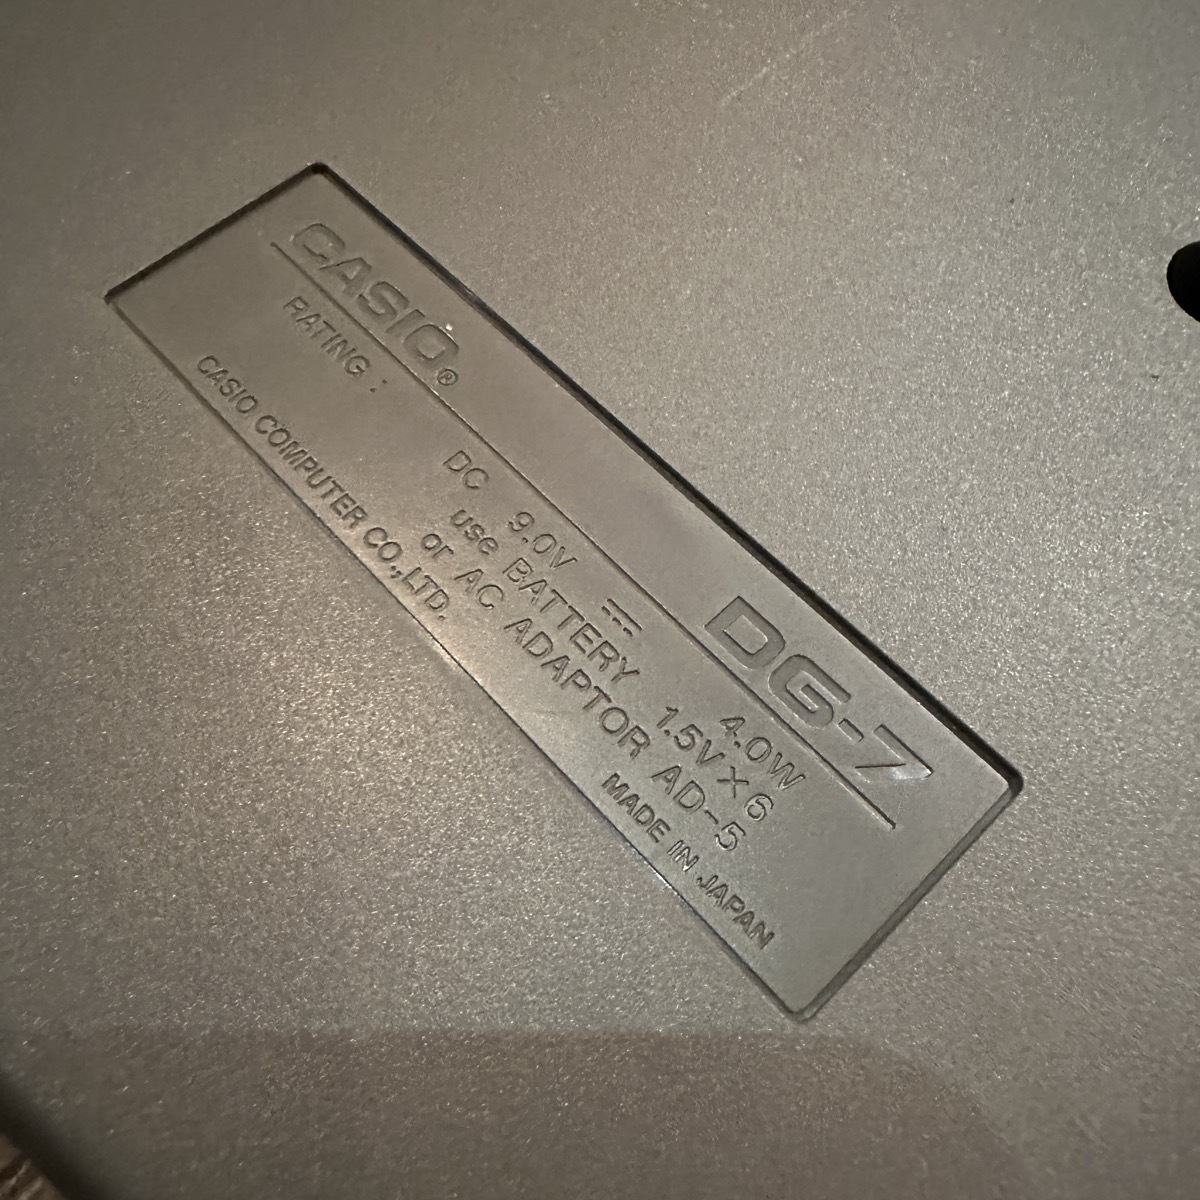 CASIO® DG-7
RATING : DC 9.0V ⎓ 4.0W
use BATTERY 1.5V × 6
or AC ADAPTOR AD-5
CASIO COMPUTER CO.,LTD. MADE IN JAPAN